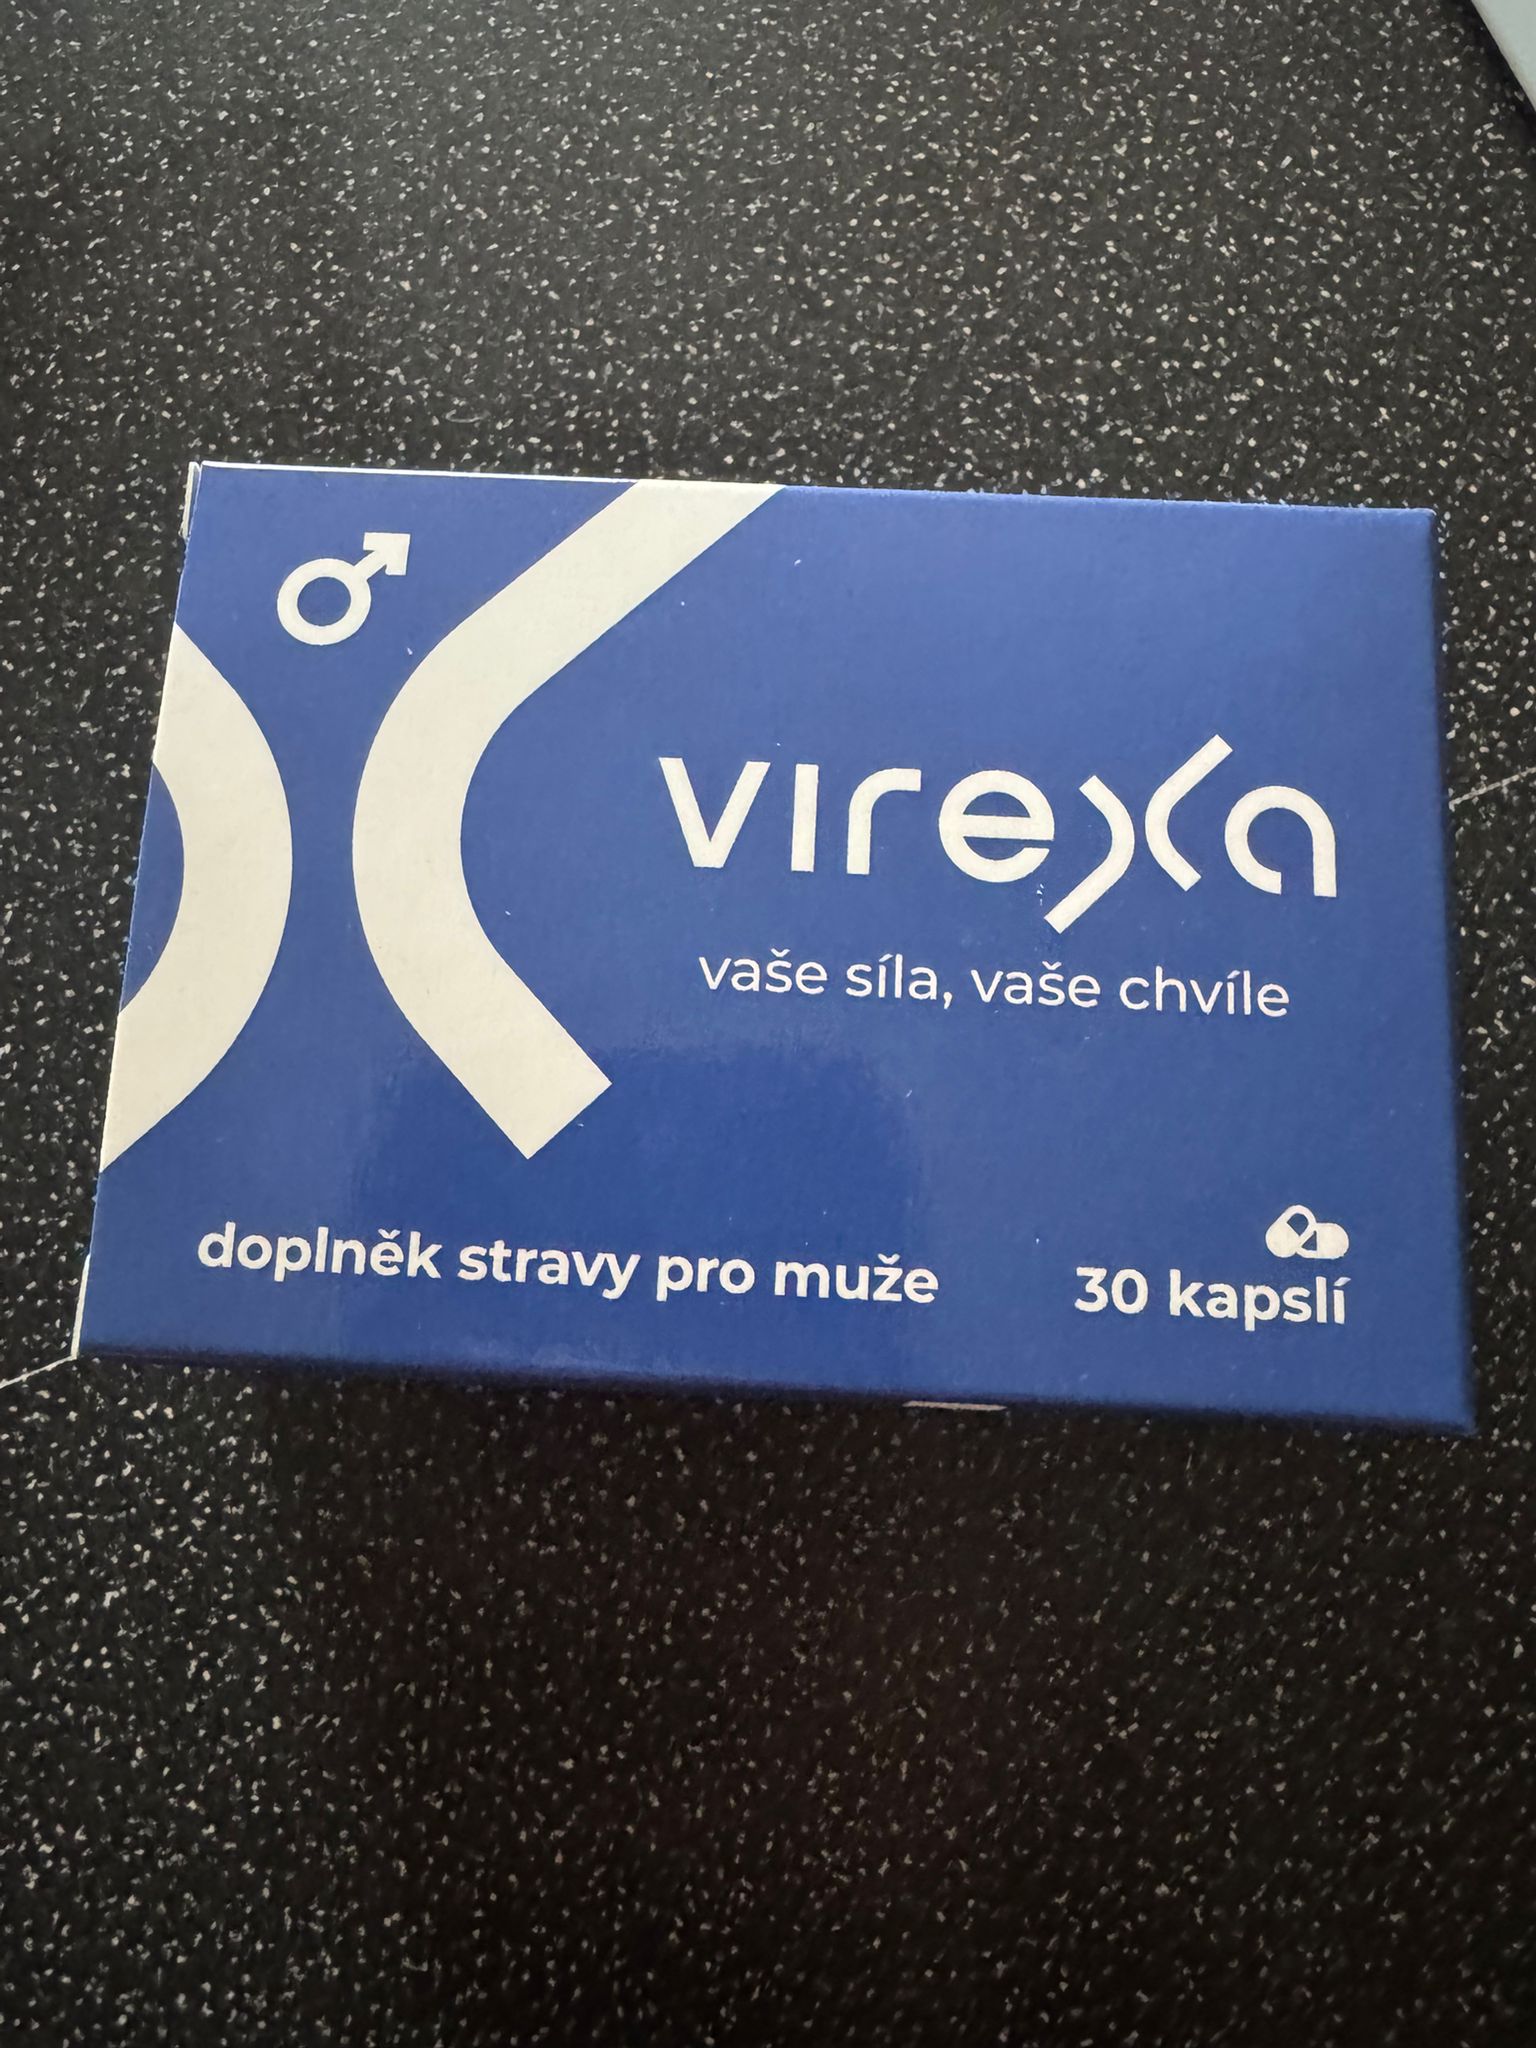 virexa
vaše síla, vaše chvíle
doplněk stravy pro muže
30 kapslí